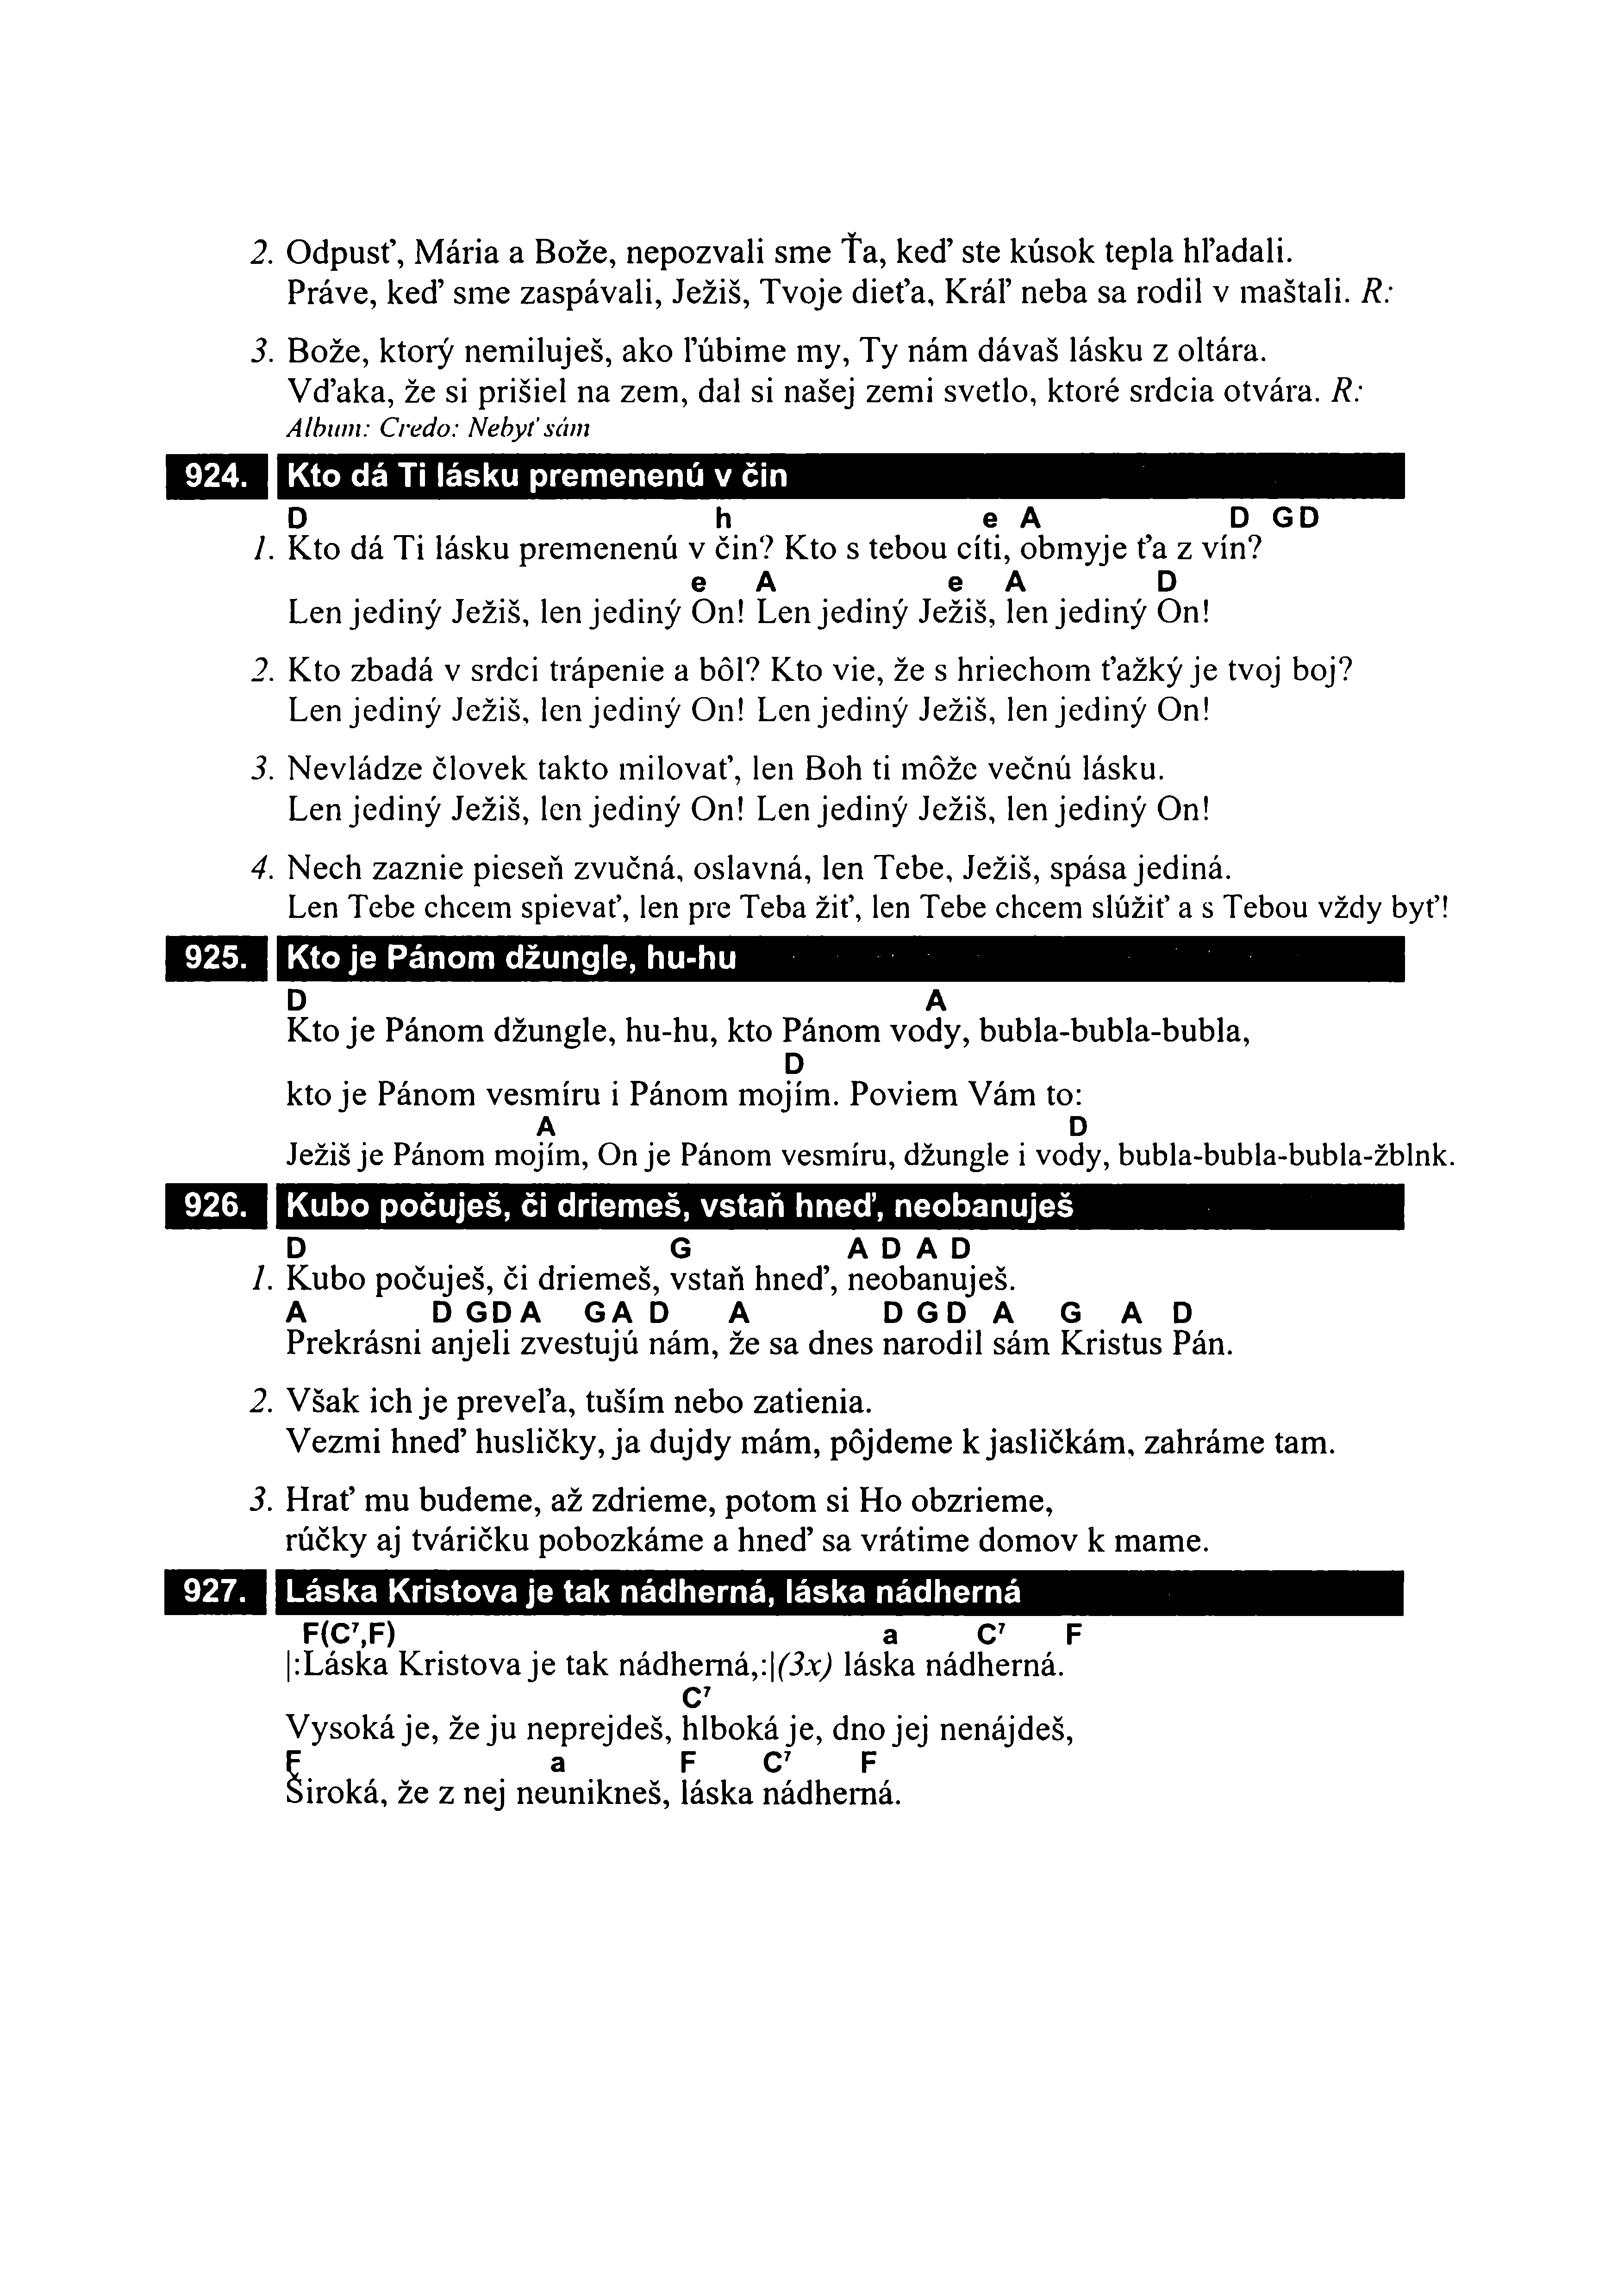 2. Odpusť, Mária a Bože, nepozvali sme Ťa, keď ste kúsok tepla hľadali.
Práve, keď sme zaspávali, Ježiš, Tvoje dieťa, Kráľ neba sa rodil v maštali. R:
3. Bože, ktorý nemiluješ, ako ľúbime my, Ty nám dávaš lásku z oltára.
Vďaka, že si prišiel na zem, dal si našej zemi svetlo, ktoré srdcia otvára. R:
Album: Credo: Nebyť sám
924. Kto dá Ti lásku premenenú v čin
D h e A D G D
1. Kto dá Ti lásku premenenú v čin? Kto s tebou cíti, obmyje ťa z vín?
e A e A D
Len jediný Ježiš, len jediný On! Len jediný Ježiš, len jediný On!
2. Kto zbadá v srdci trápenie a bôl? Kto vie, že s hriechom ťažký je tvoj boj?
Len jediný Ježiš, len jediný On! Len jediný Ježiš, len jediný On!
3. Nevládze človek takto milovať, len Boh ti môže večnú lásku.
Len jediný Ježiš, len jediný On! Len jediný Ježiš, len jediný On!
4. Nech zaznie pieseň zvučná, oslavná, len Tebe, Ježiš, spása jediná.
Len Tebe chcem spievať, len pre Teba žiť, len Tebe chcem slúžiť a s Tebou vždy byť!
925. Kto je Pánom džungle, hu-hu
D A
Kto je Pánom džungle, hu-hu, kto Pánom vody, bubla-bubla-bubla,
D
kto je Pánom vesmíru i Pánom mojím. Poviem Vám to:
A D
Ježiš je Pánom mojím, On je Pánom vesmíru, džungle i vody, bubla-bubla-bubla-žblnk.
926. Kubo počuješ, či driemeš, vstaň hneď, neobanuješ
D G A D A D
1. Kubo počuješ, či driemeš, vstaň hneď, neobanuješ.
A D G D A G A D A D G D A G A D
Prekrásni anjeli zvestujú nám, že sa dnes narodil sám Kristus Pán.
2. Však ich je preveľa, tuším nebo zatienia.
Vezmi hneď husličky, ja dujdy mám, pôjdeme k jasličkám, zahráme tam.
3. Hrať mu budeme, až zdrieme, potom si Ho obzrieme,
rúčky aj tváričku pobozkáme a hneď sa vrátime domov k mame.
927. Láska Kristova je tak nádherná, láska nádherná
F(C⁷,F) a C⁷ F
|:Láska Kristova je tak nádherná,:|(3x) láska nádherná.
C⁷
Vysoká je, že ju neprejdeš, hlboká je, dno jej nenájdeš,
F a F C⁷ F
Široká, že z nej neunikneš, láska nádherná.